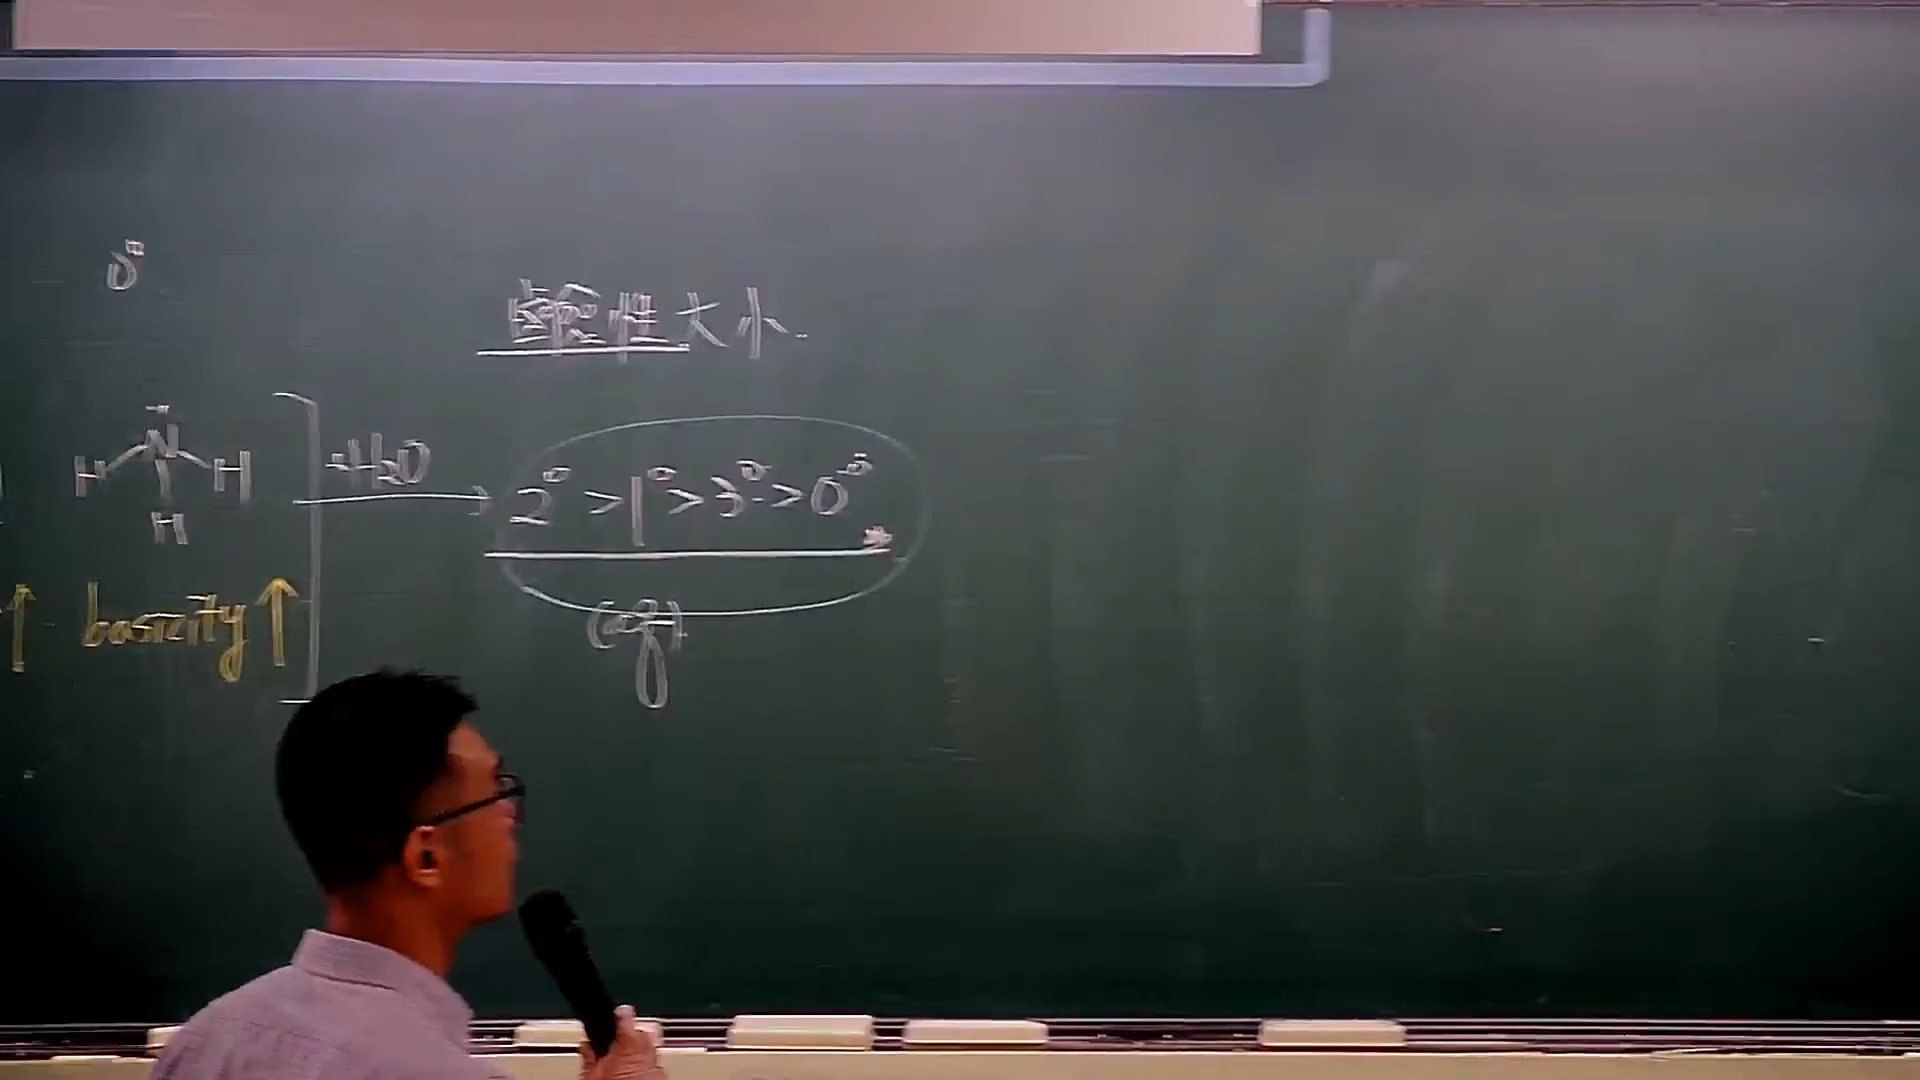 0°
鹼性大小
N
H H
H
+H₂O
2° > 1° > 3° > 0°
↑ basicity ↑
(aq)